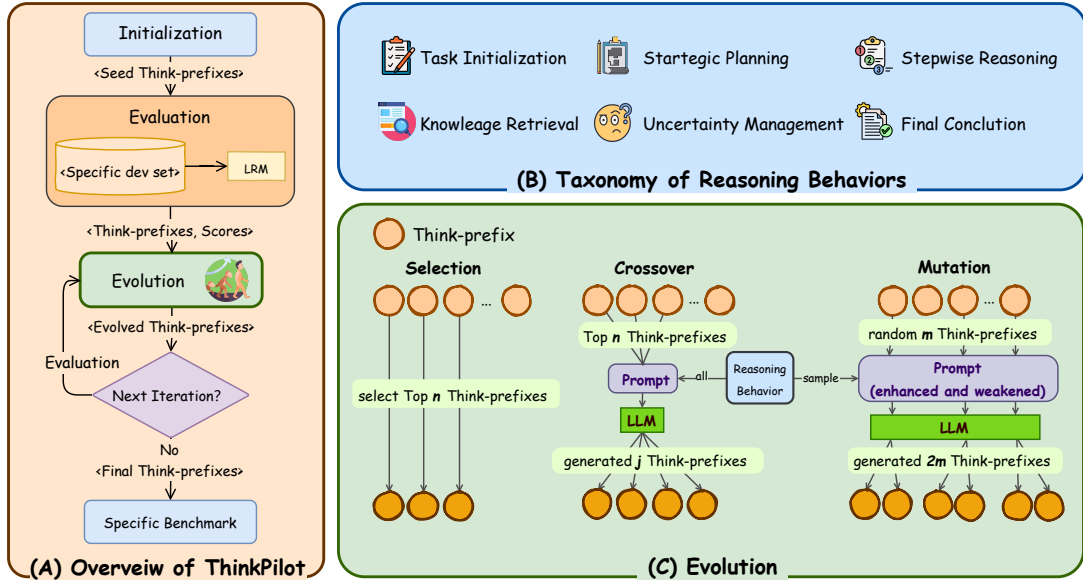 Initialization
<Seed Think-prefixes>
Evaluation
<Specific dev set>
LRM
<Think-prefixes, Scores>
Evolution
<Evolved Think-prefixes>
Evaluation
Next Iteration?
No
<Final Think-prefixes>
Specific Benchmark
(A) Overveiw of ThinkPilot
Task Initialization
Startegic Planning
Stepwise Reasoning
Knowleage Retrieval
Uncertainty Management
Final Conclution
(B) Taxonomy of Reasoning Behaviors
Think-prefix
Selection
...
select Top n Think-prefixes
Crossover
...
Top n Think-prefixes
Prompt
all
Reasoning
Behavior
sample
LLM
generated j Think-prefixes
Mutation
...
random m Think-prefixes
Prompt
(enhanced and weakened)
LLM
generated 2m Think-prefixes
(C) Evolution